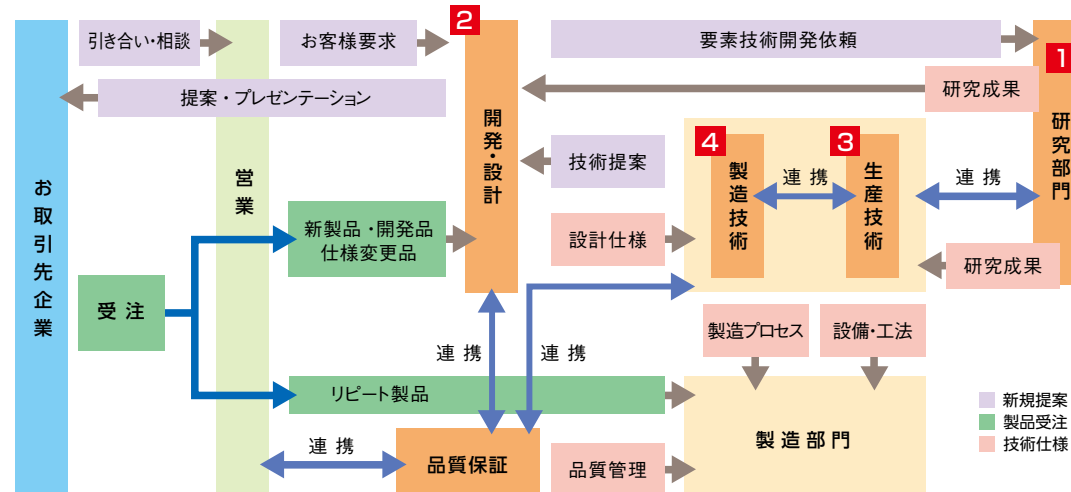 引き合い・相談
お客様要求
2
要素技術開発依頼
1
提案・プレゼンテーション
研究成果
お取引先企業
営業
開発・設計
技術提案
4
製造技術
連携
3
生産技術
連携
研究部門
新製品・開発品
仕様変更品
設計仕様
研究成果
受注
連携
連携
製造プロセス
設備・工法
リピート製品
連携
品質保証
品質管理
製造部門
新規提案
製品受注
技術仕様